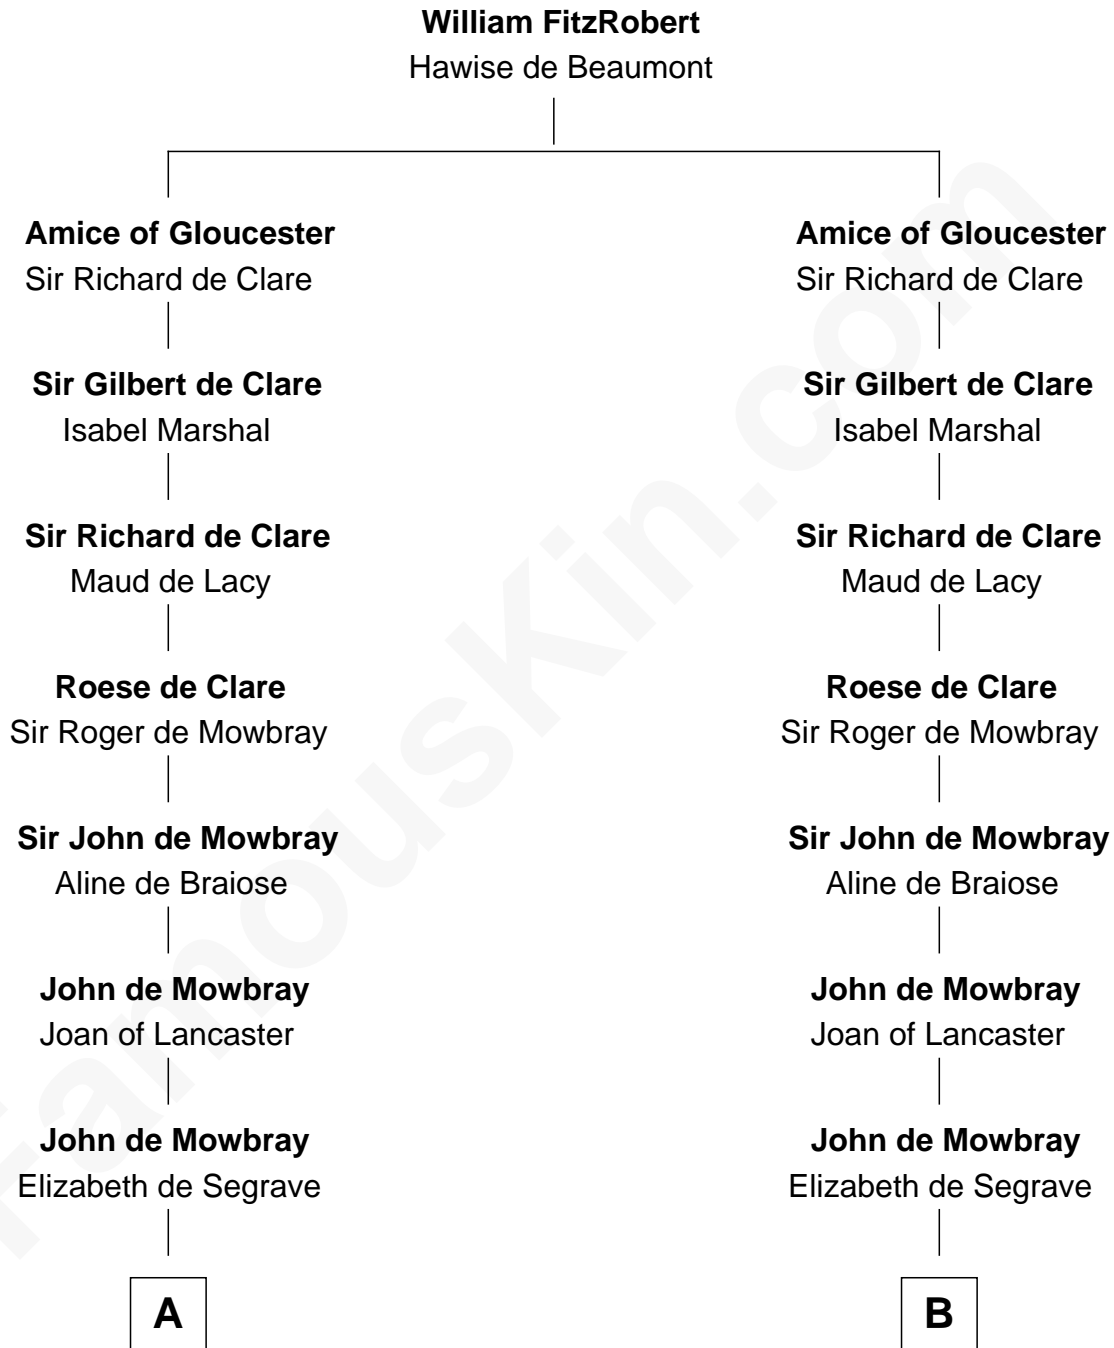 William FitzRobert
Hawise de Beaumont
Amice of Gloucester
Sir Richard de Clare
Amice of Gloucester
Sir Richard de Clare
Sir Gilbert de Clare
Isabel Marshal
Sir Gilbert de Clare
Isabel Marshal
Sir Richard de Clare
Maud de Lacy
Sir Richard de Clare
Maud de Lacy
Roese de Clare
Sir Roger de Mowbray
Roese de Clare
Sir Roger de Mowbray
Sir John de Mowbray
Aline de Braiose
Sir John de Mowbray
Aline de Braiose
John de Mowbray
Joan of Lancaster
John de Mowbray
Joan of Lancaster
John de Mowbray
Elizabeth de Segrave
John de Mowbray
Elizabeth de Segrave
A
B
FamousKin.com